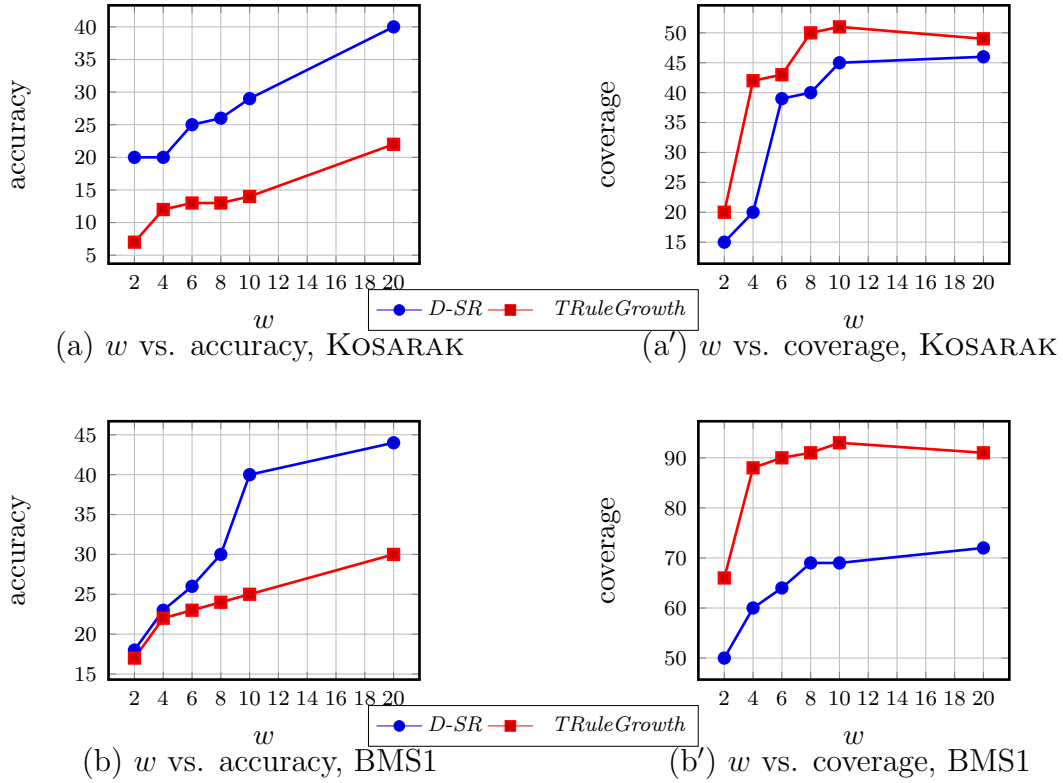 40
35
30
25
20
15
10
5
accuracy
2 4 6 8 10 12 14 16 18 20
w
50
45
40
35
30
25
20
15
coverage
2 4 6 8 10 12 14 16 18 20
w
D-SR TRuleGrowth
(a) w vs. accuracy, KOSARAK
(a′) w vs. coverage, KOSARAK
45
40
35
30
25
20
15
accuracy
2 4 6 8 10 12 14 16 18 20
w
90
80
70
60
50
coverage
2 4 6 8 10 12 14 16 18 20
w
D-SR TRuleGrowth
(b) w vs. accuracy, BMS1
(b′) w vs. coverage, BMS1